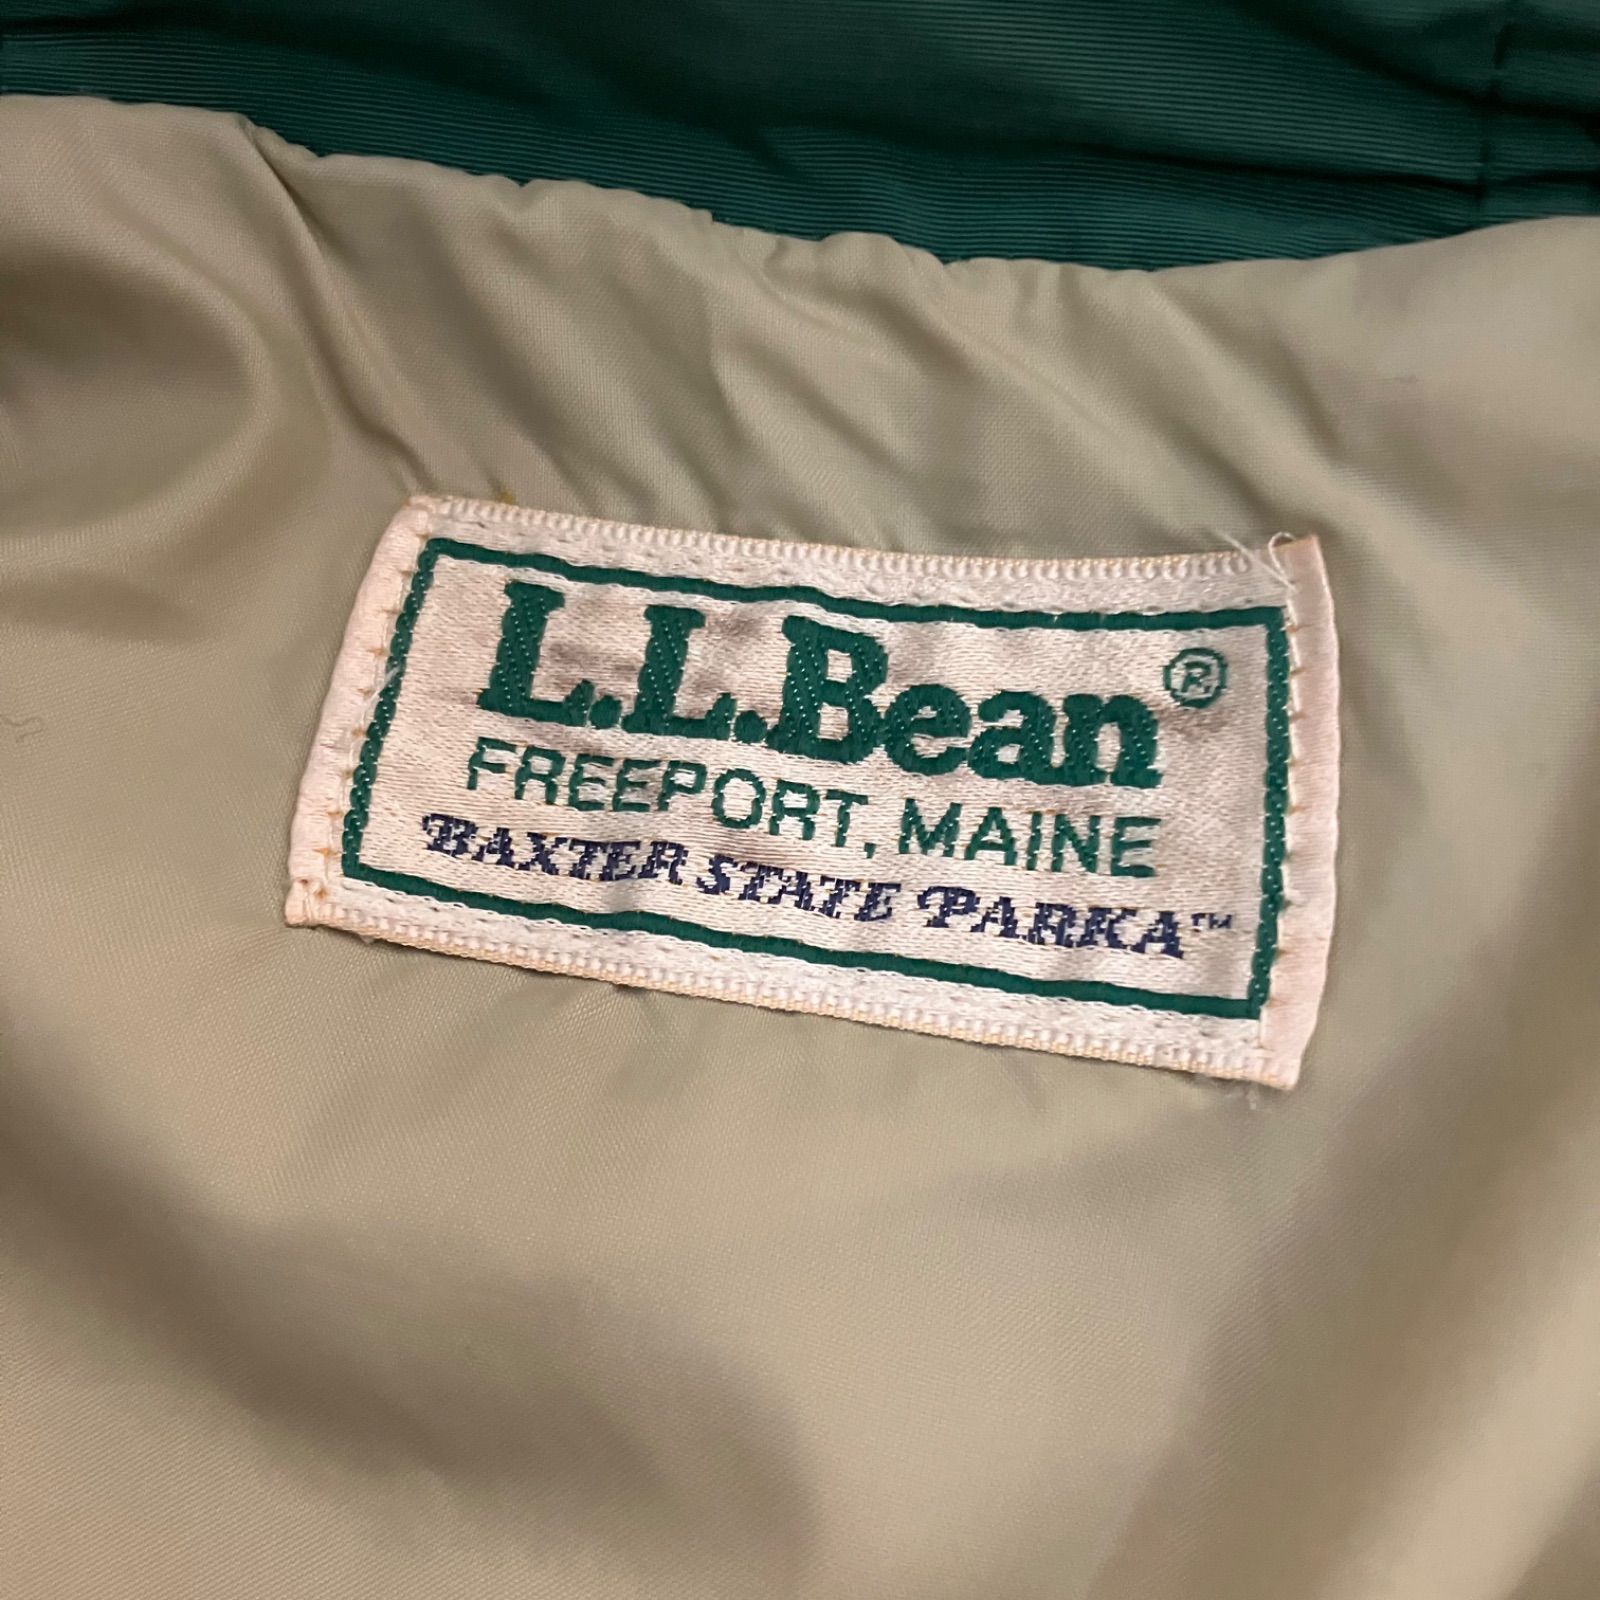 L.L.Bean®
FREEPORT, MAINE
BAXTER STATE PARKA™